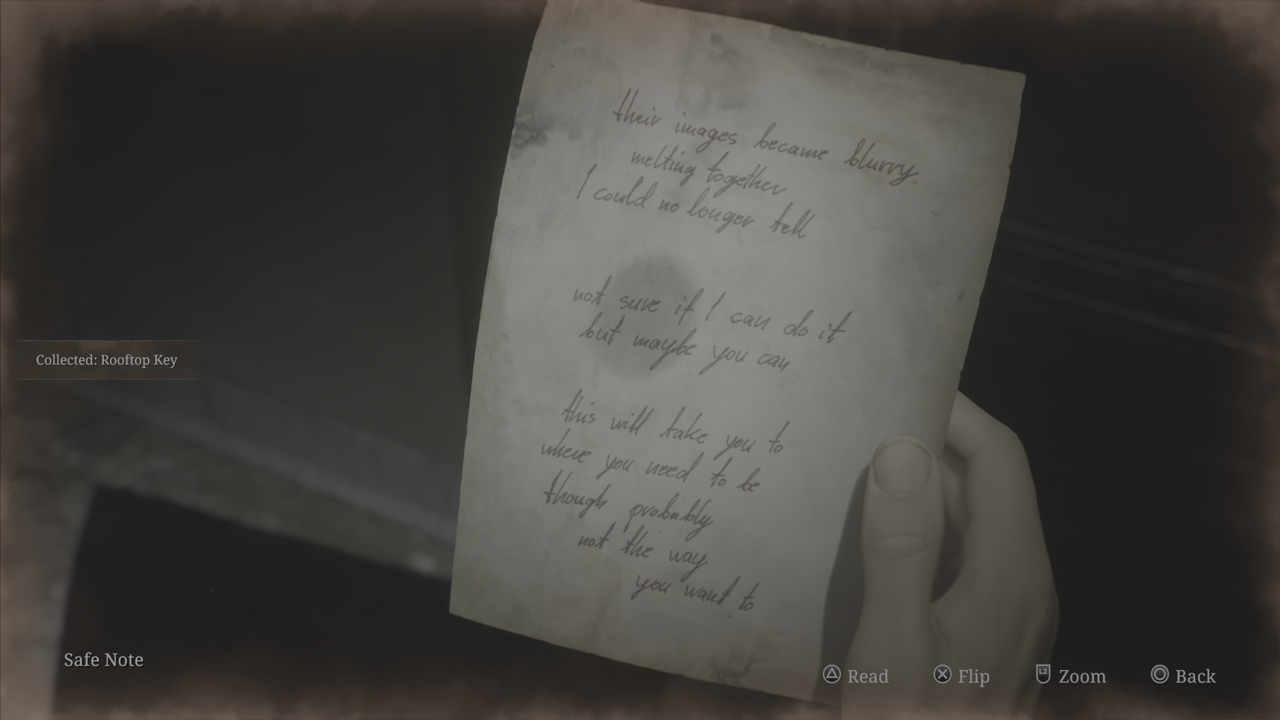 their images became blurry,
melting together
I could no longer tell
not sure if I can do it
but maybe you can
this will take you to
where you need to be
though probably
not the way
you want to
Collected: Rooftop Key
Safe Note
Read
Flip
L2 Zoom
Back